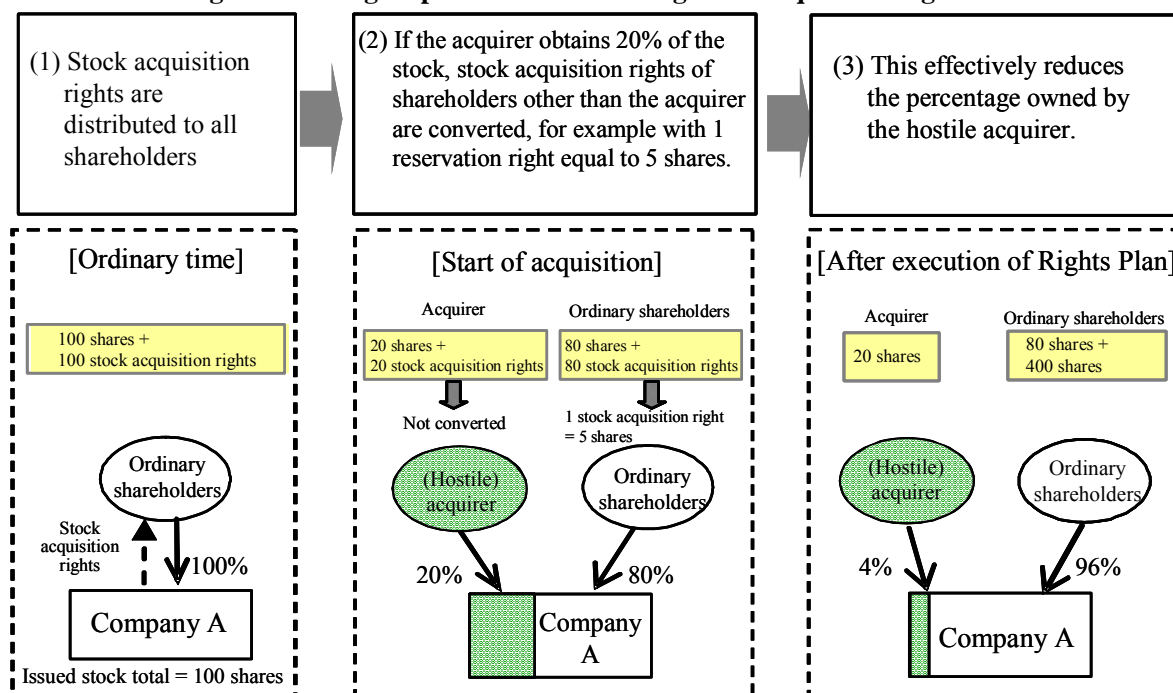 (1) Stock acquisition
rights are
distributed to all
shareholders
(2) If the acquirer obtains 20% of the
stock, stock acquisition rights of
shareholders other than the acquirer
are converted, for example with 1
reservation right equal to 5 shares.
(3) This effectively reduces
the percentage owned by
the hostile acquirer.
[Ordinary time]
100 shares +
100 stock acquisition rights
Ordinary
shareholders
Stock
acquisition
rights
100%
Company A
Issued stock total = 100 shares
[Start of acquisition]
Acquirer
Ordinary shareholders
20 shares +
20 stock acquisition rights
80 shares +
80 stock acquisition rights
Not converted
1 stock acquisition right
= 5 shares
(Hostile)
acquirer
Ordinary
shareholders
20%
80%
Company
A
[After execution of Rights Plan]
Acquirer
Ordinary shareholders
20 shares
80 shares +
400 shares
(Hostile)
acquirer
Ordinary
shareholders
4%
96%
Company A